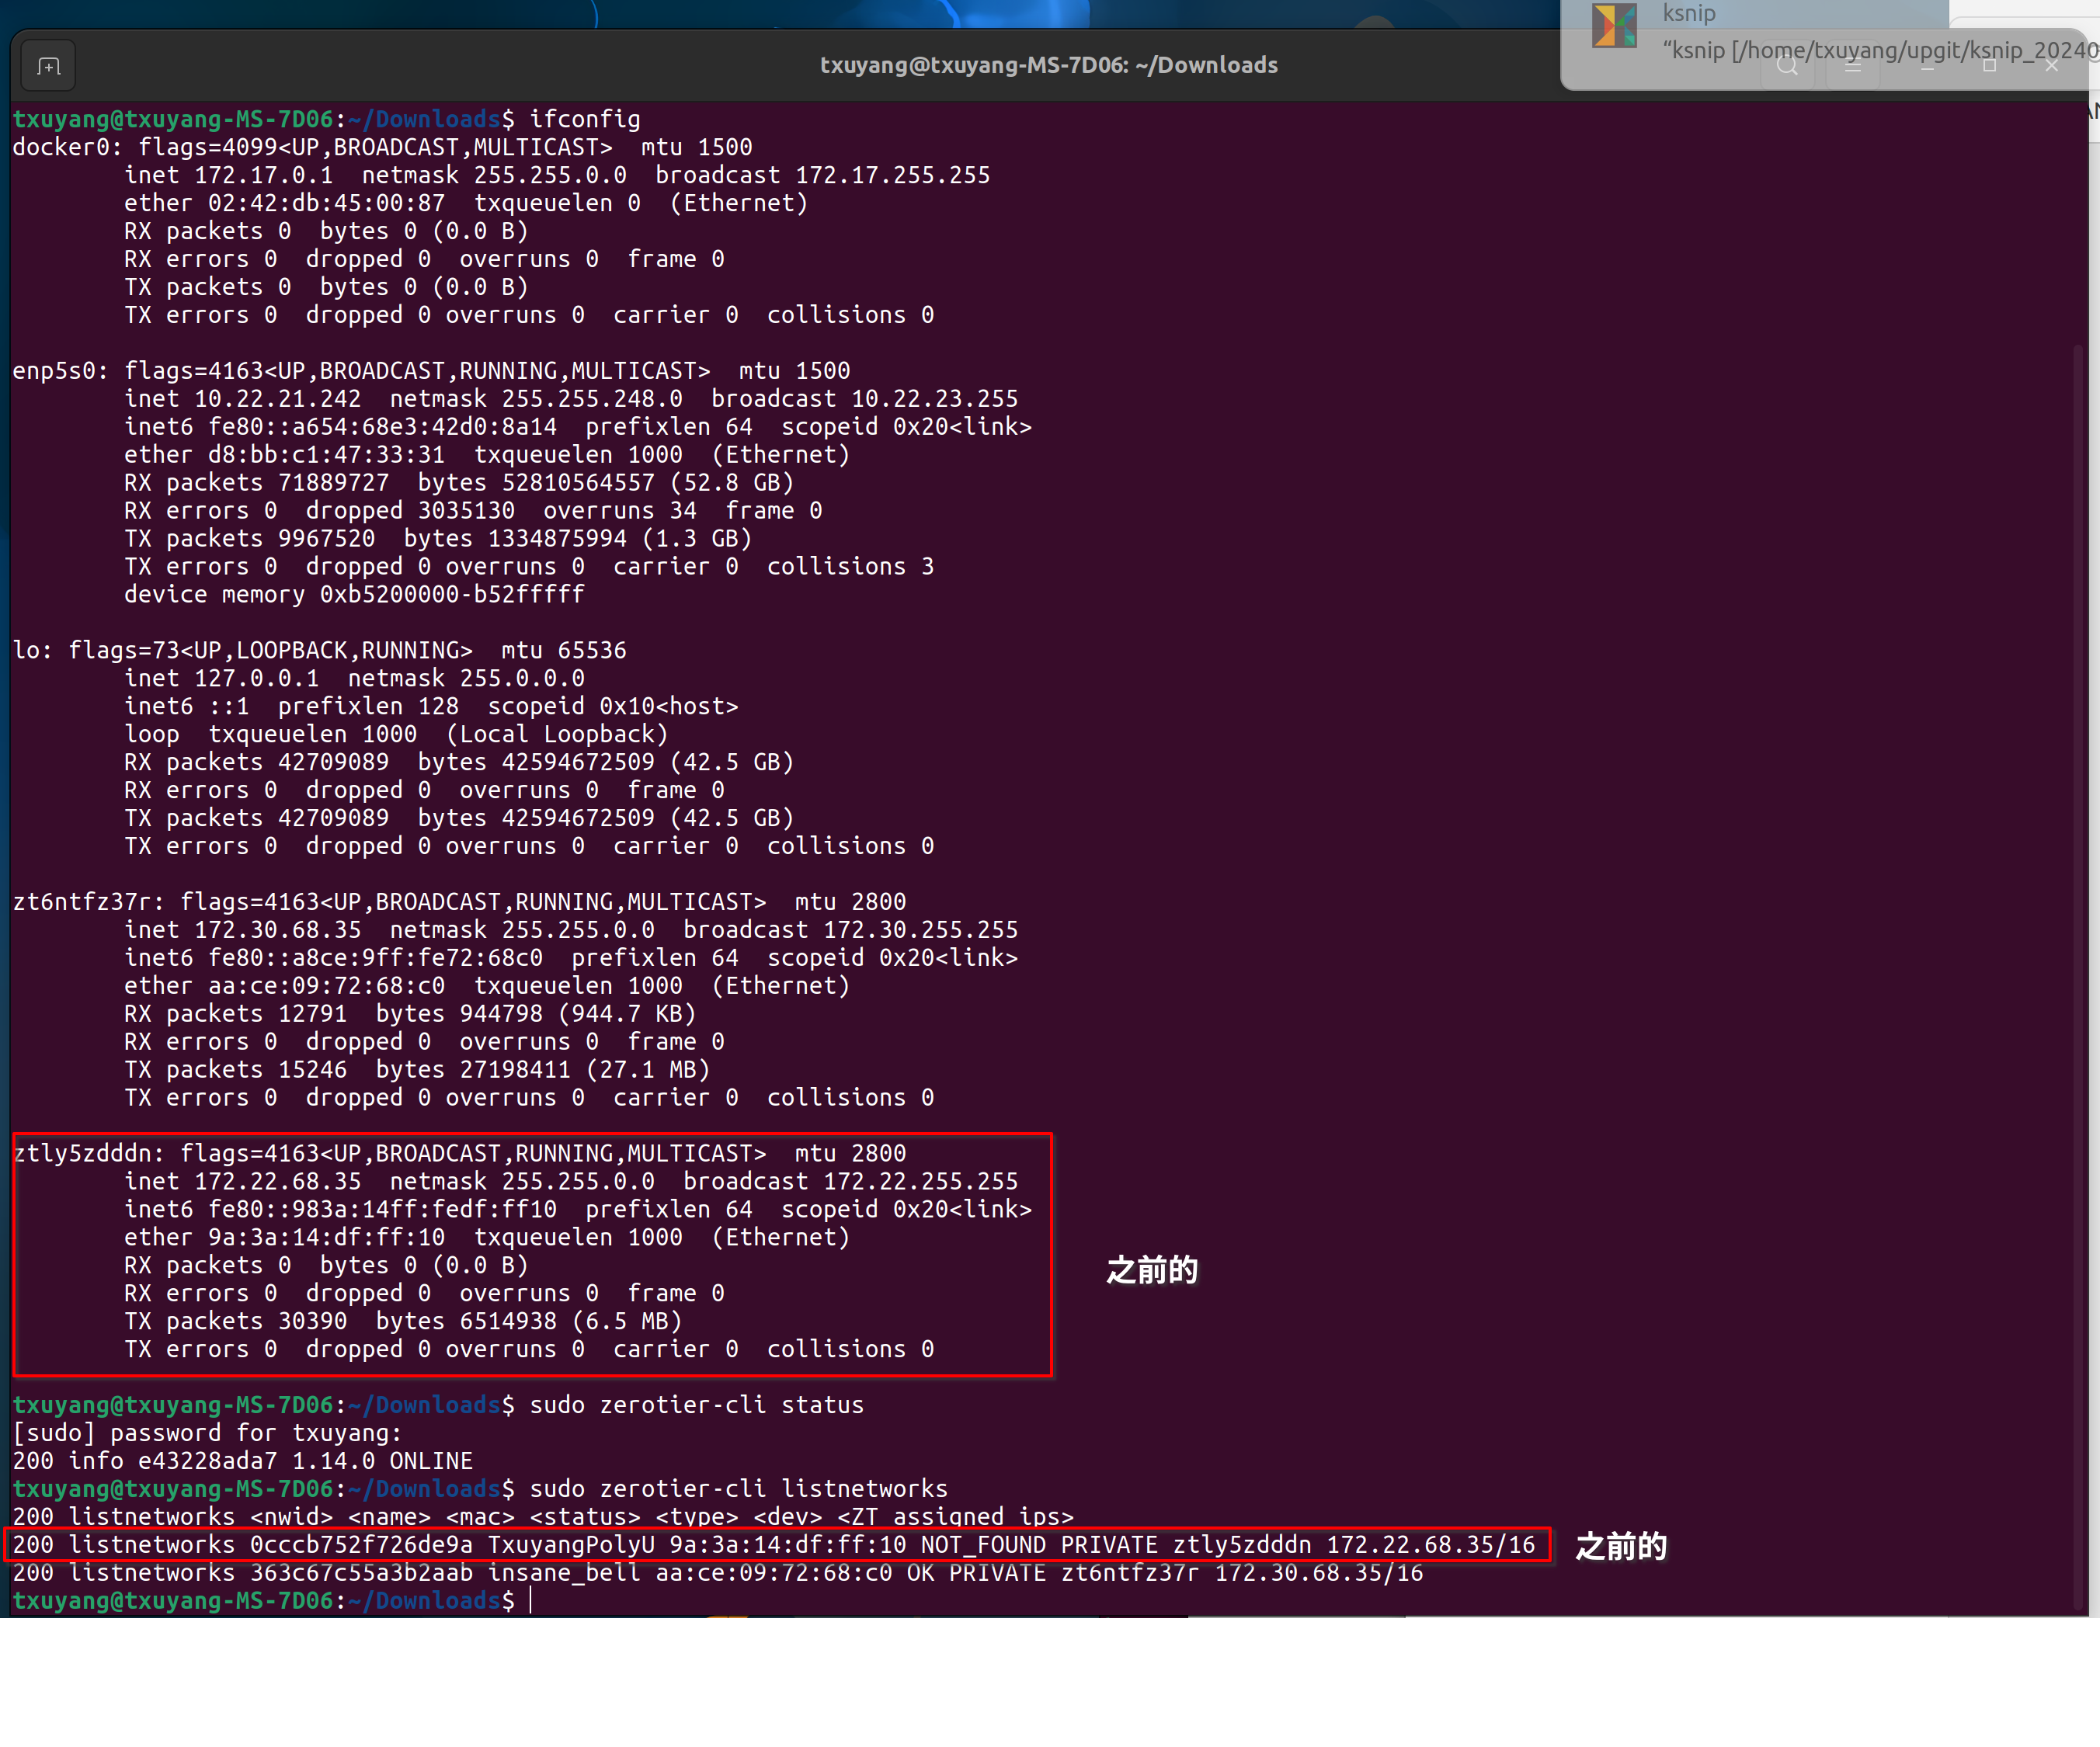 ksnip
“ksnip [/home/txuyang/upgit/ksnip_20240
txuyang@txuyang-MS-7D06: ~/Downloads
txuyang@txuyang-MS-7D06:~/Downloads$ ifconfig
docker0: flags=4099<UP,BROADCAST,MULTICAST>  mtu 1500
        inet 172.17.0.1  netmask 255.255.0.0  broadcast 172.17.255.255
        ether 02:42:db:45:00:87  txqueuelen 0  (Ethernet)
        RX packets 0  bytes 0 (0.0 B)
        RX errors 0  dropped 0  overruns 0  frame 0
        TX packets 0  bytes 0 (0.0 B)
        TX errors 0  dropped 0 overruns 0  carrier 0  collisions 0
enp5s0: flags=4163<UP,BROADCAST,RUNNING,MULTICAST>  mtu 1500
        inet 10.22.21.242  netmask 255.255.248.0  broadcast 10.22.23.255
        inet6 fe80::a654:68e3:42d0:8a14  prefixlen 64  scopeid 0x20<link>
        ether d8:bb:c1:47:33:31  txqueuelen 1000  (Ethernet)
        RX packets 71889727  bytes 52810564557 (52.8 GB)
        RX errors 0  dropped 3035130  overruns 34  frame 0
        TX packets 9967520  bytes 1334875994 (1.3 GB)
        TX errors 0  dropped 0 overruns 0  carrier 0  collisions 3
        device memory 0xb5200000-b52fffff
lo: flags=73<UP,LOOPBACK,RUNNING>  mtu 65536
        inet 127.0.0.1  netmask 255.0.0.0
        inet6 ::1  prefixlen 128  scopeid 0x10<host>
        loop  txqueuelen 1000  (Local Loopback)
        RX packets 42709089  bytes 42594672509 (42.5 GB)
        RX errors 0  dropped 0  overruns 0  frame 0
        TX packets 42709089  bytes 42594672509 (42.5 GB)
        TX errors 0  dropped 0 overruns 0  carrier 0  collisions 0
zt6ntfz37r: flags=4163<UP,BROADCAST,RUNNING,MULTICAST>  mtu 2800
        inet 172.30.68.35  netmask 255.255.0.0  broadcast 172.30.255.255
        inet6 fe80::a8ce:9ff:fe72:68c0  prefixlen 64  scopeid 0x20<link>
        ether aa:ce:09:72:68:c0  txqueuelen 1000  (Ethernet)
        RX packets 12791  bytes 944798 (944.7 KB)
        RX errors 0  dropped 0  overruns 0  frame 0
        TX packets 15246  bytes 27198411 (27.1 MB)
        TX errors 0  dropped 0 overruns 0  carrier 0  collisions 0
ztly5zdddn: flags=4163<UP,BROADCAST,RUNNING,MULTICAST>  mtu 2800
        inet 172.22.68.35  netmask 255.255.0.0  broadcast 172.22.255.255
        inet6 fe80::983a:14ff:fedf:ff10  prefixlen 64  scopeid 0x20<link>
        ether 9a:3a:14:df:ff:10  txqueuelen 1000  (Ethernet)
        RX packets 0  bytes 0 (0.0 B)
        RX errors 0  dropped 0  overruns 0  frame 0
        TX packets 30390  bytes 6514938 (6.5 MB)
        TX errors 0  dropped 0 overruns 0  carrier 0  collisions 0
之前的
txuyang@txuyang-MS-7D06:~/Downloads$ sudo zerotier-cli status
[sudo] password for txuyang:
200 info e43228ada7 1.14.0 ONLINE
txuyang@txuyang-MS-7D06:~/Downloads$ sudo zerotier-cli listnetworks
200 listnetworks <nwid> <name> <mac> <status> <type> <dev> <ZT assigned ips>
200 listnetworks 0cccb752f726de9a TxuyangPolyU 9a:3a:14:df:ff:10 NOT_FOUND PRIVATE ztly5zdddn 172.22.68.35/16
之前的
200 listnetworks 363c67c55a3b2aab insane_bell aa:ce:09:72:68:c0 OK PRIVATE zt6ntfz37r 172.30.68.35/16
txuyang@txuyang-MS-7D06:~/Downloads$